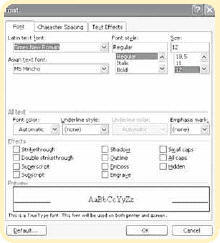 Font
Font Character Spacing Text Effects
Latin text font: Font style: Size:
Times New Roman Regular 12
Asian text font: Regular 10.5
MS Mincho Italic 11
Bold 12
All text
Font color: Underline style: Underline color: Emphasis mark:
Automatic (none) Automatic (none)
Effects
Strikethrough Shadow Small caps
Double strikethrough Outline All caps
Superscript Emboss Hidden
Subscript Engrave
Preview
AaBbCcYyZz
This is a TrueType font. This font will be used on both printer and screen.
Default... OK Cancel